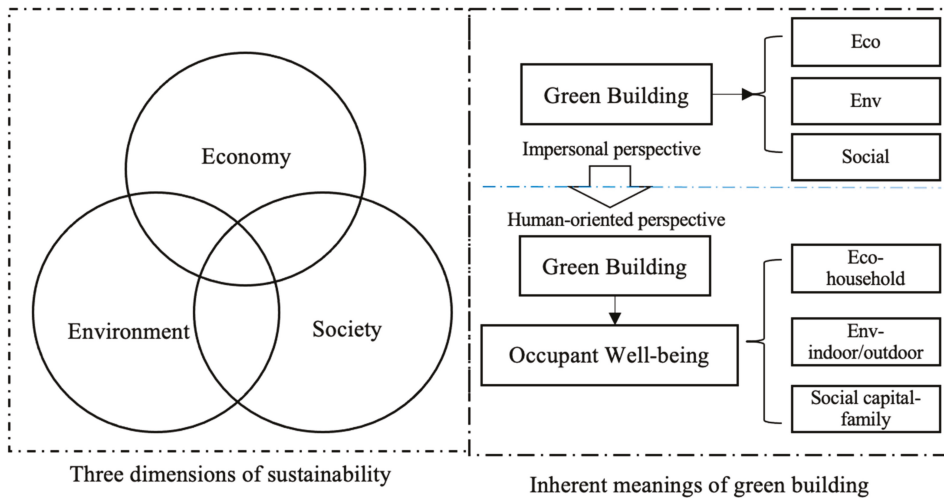 Economy
Environment
Society
Three dimensions of sustainability
Green Building
Eco
Env
Social
Impersonal perspective
Human-oriented perspective
Green Building
Occupant Well-being
Eco-
household
Env-
indoor/outdoor
Social capital-
family
Inherent meanings of green building